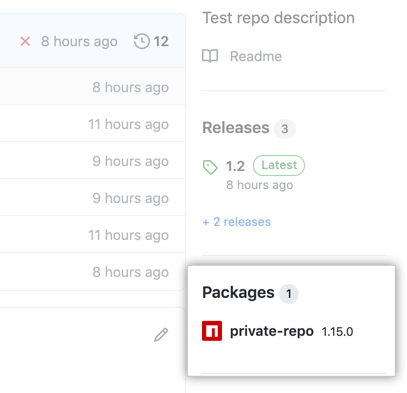 8 hours ago 12
8 hours ago
11 hours ago
9 hours ago
9 hours ago
11 hours ago
8 hours ago
Test repo description
Readme
Releases 3
1.2 Latest
8 hours ago
+ 2 releases
Packages 1
private-repo 1.15.0